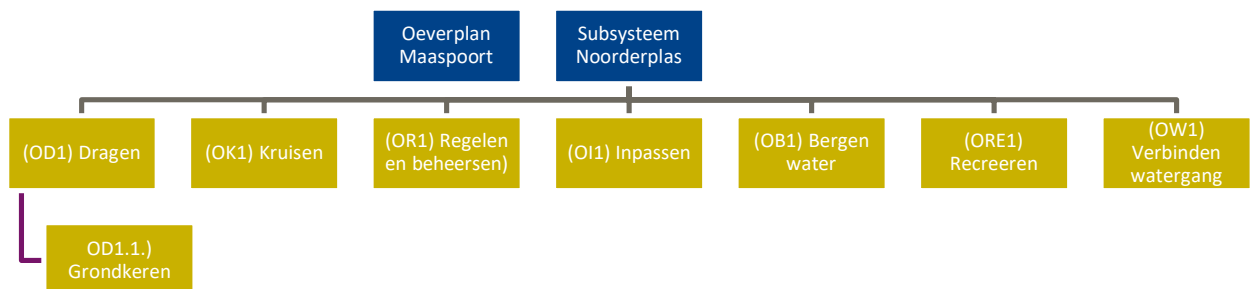 Oeverplan
Maaspoort
Subsysteem
Noorderplas
(OD1) Dragen
(OK1) Kruisen
(OR1) Regelen
en beheersen)
(OI1) Inpassen
(OB1) Bergen
water
(ORE1)
Recreeren
(OW1)
Verbinden
watergang
OD1.1.)
Grondkeren